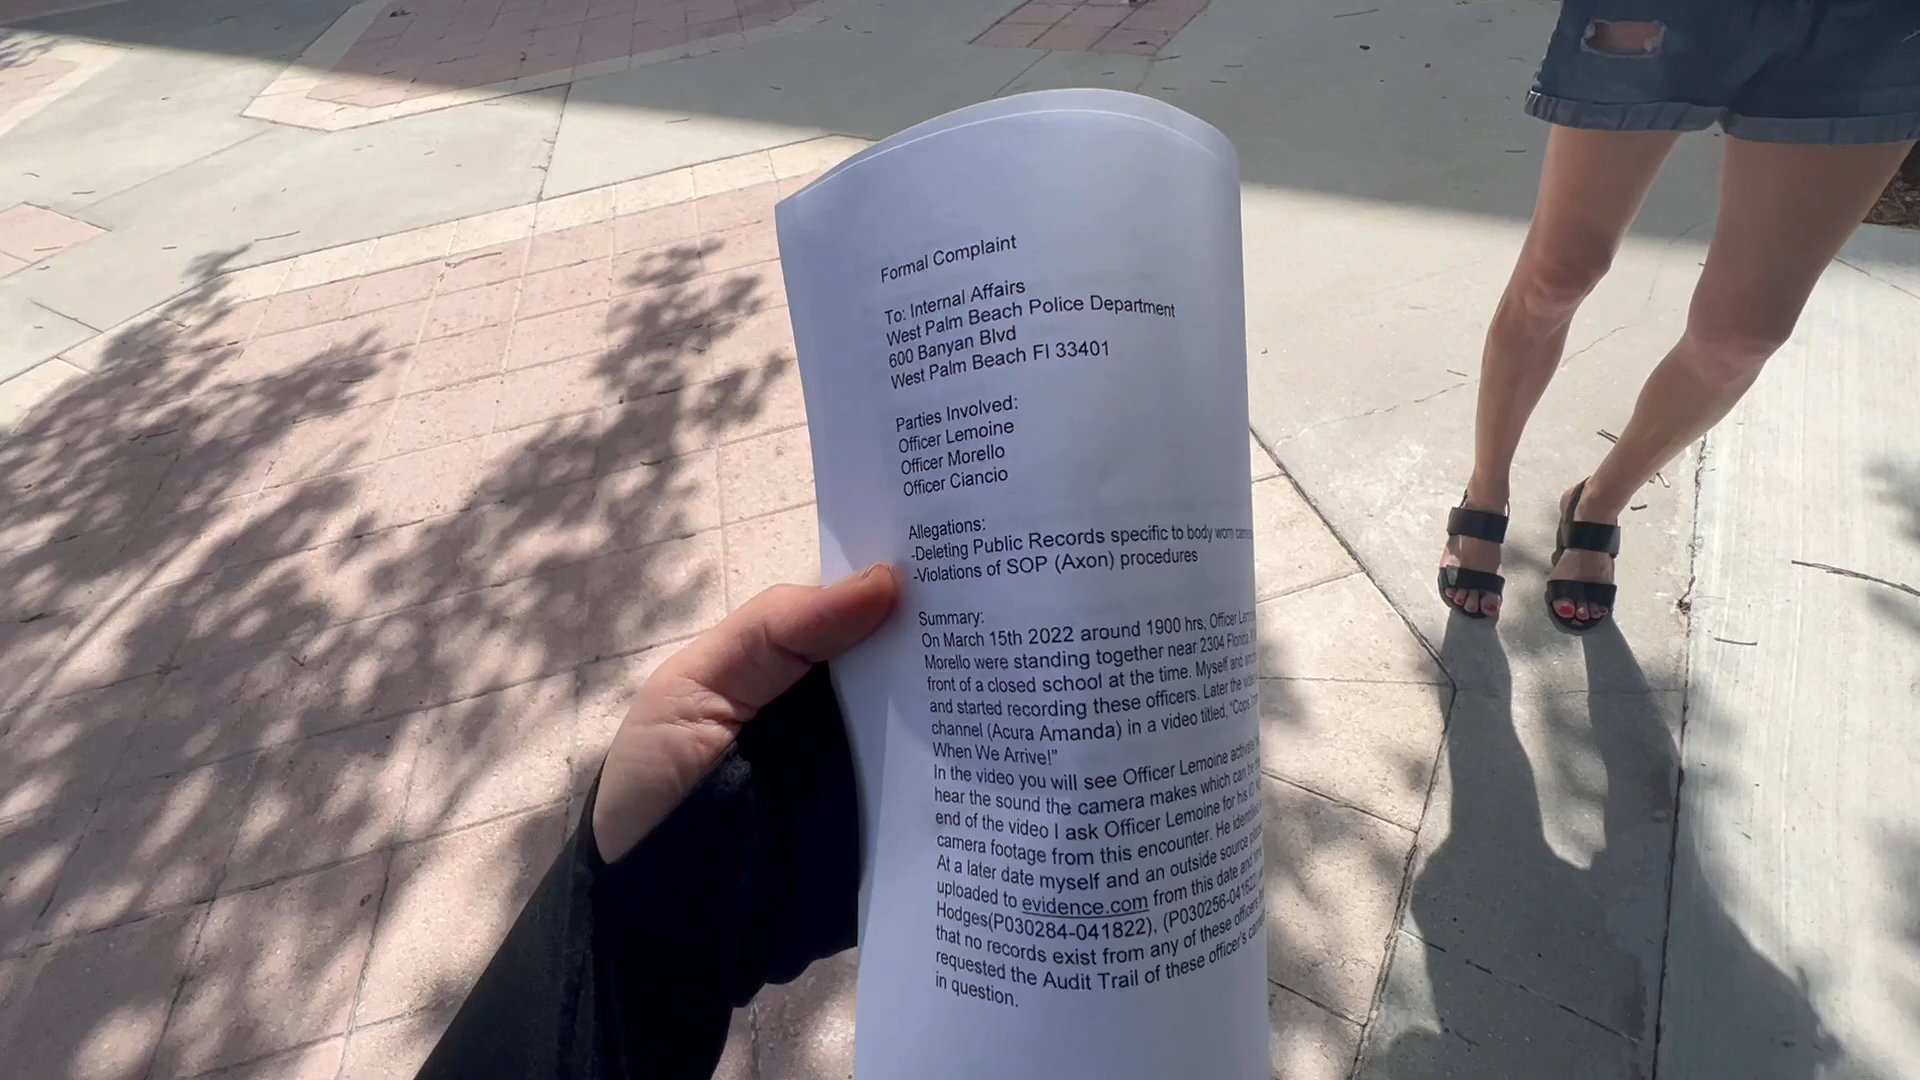 Formal Complaint
To: Internal Affairs
West Palm Beach Police Department
600 Banyan Blvd
West Palm Beach Fl 33401
Parties Involved:
Officer Lemoine
Officer Morello
Officer Ciancio
Allegations:
-Deleting Public Records specific to body worn
-Violations of SOP (Axon) procedures
Summary:
On March 15th 2022 around 1900 hrs, Officer
Morello were standing together near 2304 Florida
front of a closed school at the time. Myself and
and started recording these officers. Later the
channel (Acura Amanda) in a video titled, "Cops
When We Arrive!"
In the video you will see Officer Lemoine
hear the sound the camera makes which can be
end of the video I ask Officer Lemoine for his ID
camera footage from this encounter. He
At a later date myself and an outside source
uploaded to evidence.com from this date and
Hodges(P030284-041822), (P030256-041622)
that no records exist from any of these officers
requested the Audit Trail of these officer's
in question.